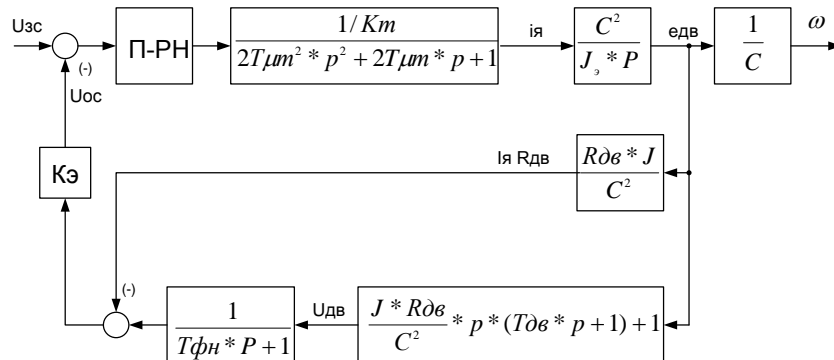 Uзс
(-)
Uос
П-РН
1/Km
2Tμm² * p² + 2Tμm * p + 1
iя
C²
Jэ * P
eдв
1
C
ω
Kэ
Iя Rдв
Rдв * J
C²
(-)
1
Tфн * P + 1
Uдв
J * Rдв
C²
* p * (Tдв * p + 1) + 1